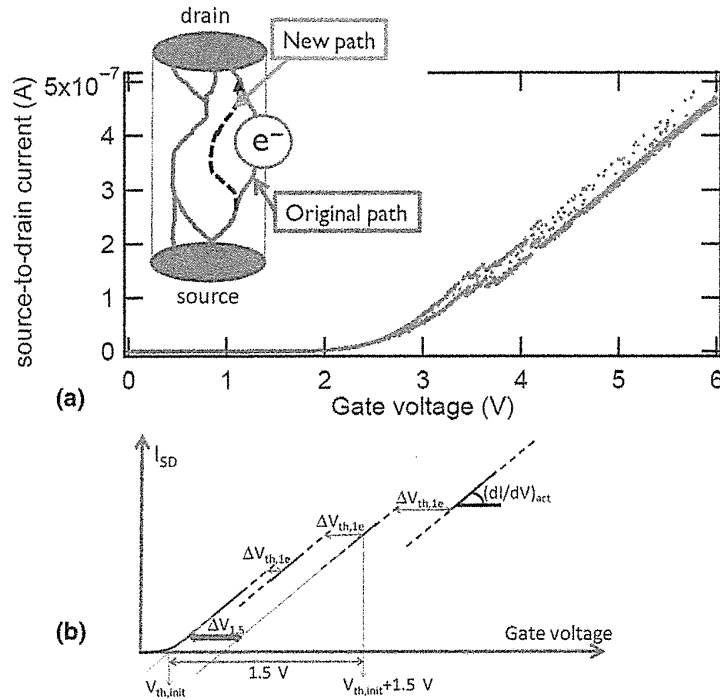 drain
New path
5x10⁻⁷
4
3
2
1
0
source-to-drain current (A)
e⁻
Original path
source
0 1 2 3 4 5 6
Gate voltage (V)
(a)
I_SD
ΔV_th,1e
ΔV_th,1e
ΔV_th,1e
(dI/dV)_act
ΔV_1.5
(b)
Gate voltage
1.5 V
V_th,init
V_th,init+1.5 V